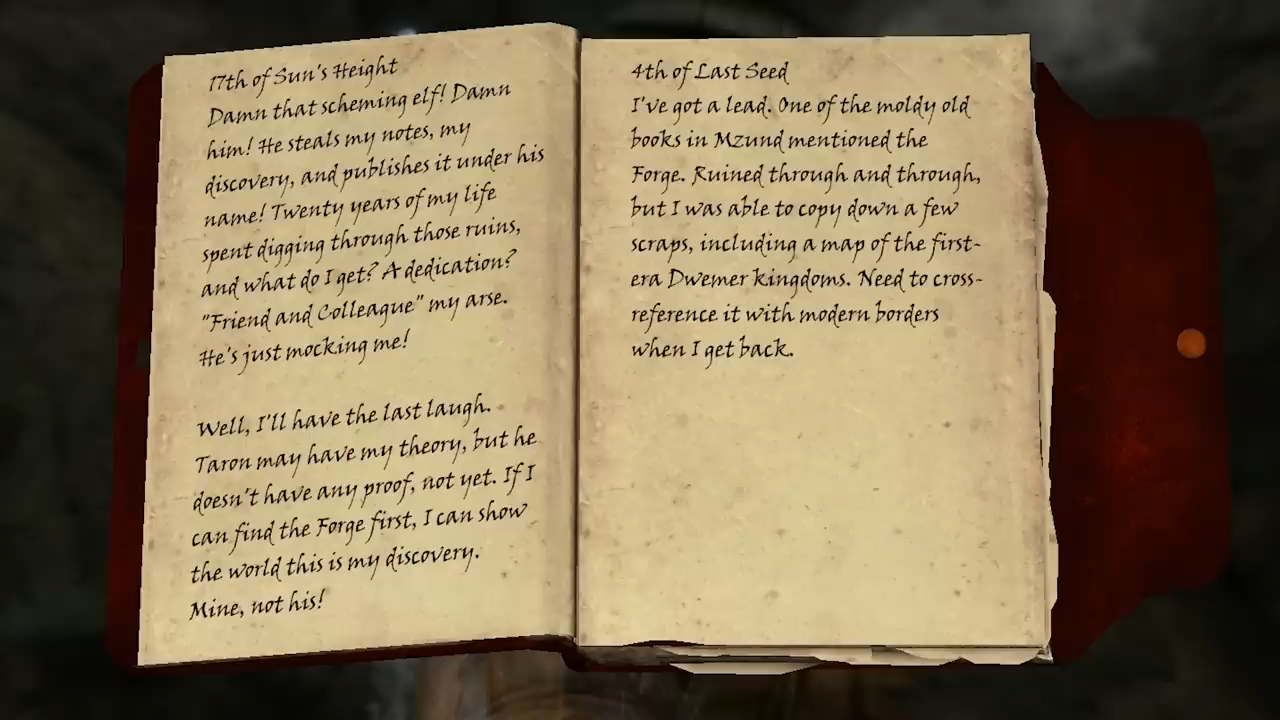 17th of Sun's Height
Damn that scheming elf! Damn
him! He steals my notes, my
discovery, and publishes it under his
name! Twenty years of my life
spent digging through those ruins,
and what do I get? A dedication?
"Friend and Colleague" my arse.
He's just mocking me!
Well, I'll have the last laugh.
Taron may have my theory, but he
doesn't have any proof, not yet. If I
can find the Forge first, I can show
the world this is my discovery.
Mine, not his!
4th of Last Seed
I've got a lead. One of the moldy old
books in Mzund mentioned the
Forge. Ruined through and through,
but I was able to copy down a few
scraps, including a map of the first-
era Dwemer kingdoms. Need to cross-
reference it with modern borders
when I get back.